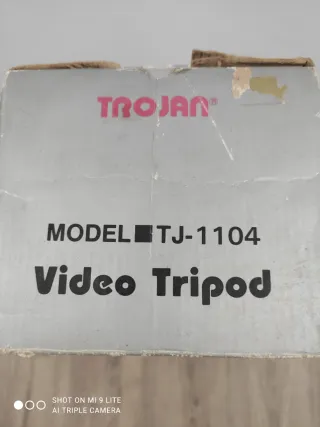 TROJAN®
MODEL■TJ-1104
Video Tripod
SHOT ON MI 9 LITE
AI TRIPLE CAMERA